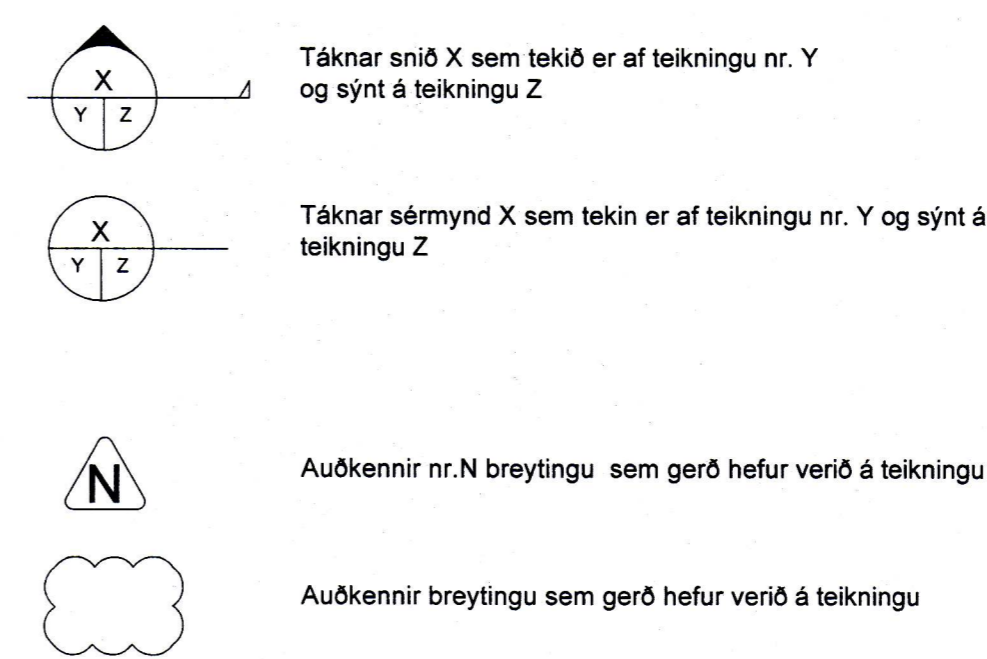 X
Y Z
Táknar snið X sem tekið er af teikningu nr. Y
og sýnt á teikningu Z
X
Y Z
Táknar sérmynd X sem tekin er af teikningu nr. Y og sýnt á
teikningu Z
N
Auðkennir nr.N breytingu sem gerð hefur verið á teikningu
Auðkennir breytingu sem gerð hefur verið á teikningu